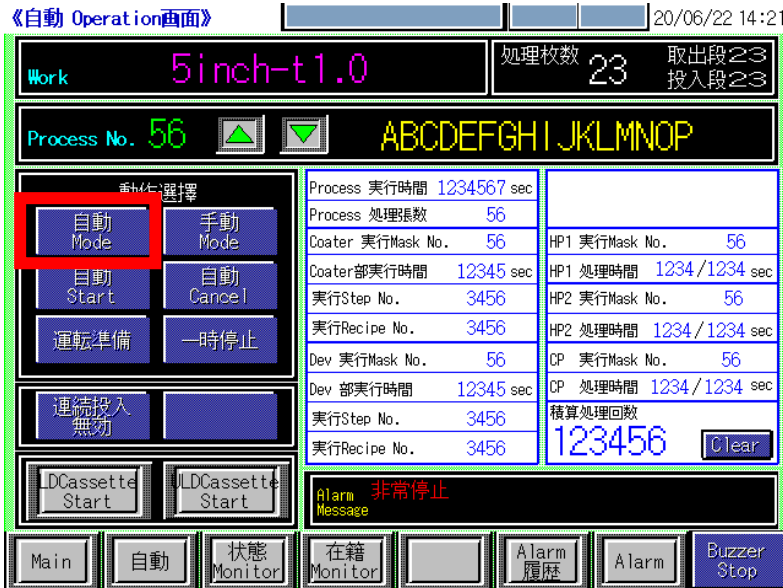 《自動 Operation画面》
20/06/22 14:21
Work 5inch-t1.0
処理枚数 23
取出段23
投入段23
Process No. 56
ABCDEFGHIJKLMNOP
動作選擇
自動
Mode
手動
Mode
自動
Start
自動
Cancel
運転準備
一時停止
連続投入
無効
LDCassette
Start
ULDCassette
Start
Process 実行時間 1234567 sec
Process 処理張数 56
Coater 実行Mask No. 56
Coater部実行時間 12345 sec
実行Step No. 3456
実行Recipe No. 3456
Dev 実行Mask No. 56
Dev 部実行時間 12345 sec
実行Step No. 3456
実行Recipe No. 3456
HP1 実行Mask No. 56
HP1 処理時間 1234/1234 sec
HP2 実行Mask No. 56
HP2 処理時間 1234/1234 sec
CP 実行Mask No. 56
CP 処理時間 1234/1234 sec
積算処理回数
123456 Clear
Alarm 非常停止
Message
Main
自動
状態
Monitor
在籍
Monitor
Alarm
履歴
Alarm
Buzzer
Stop